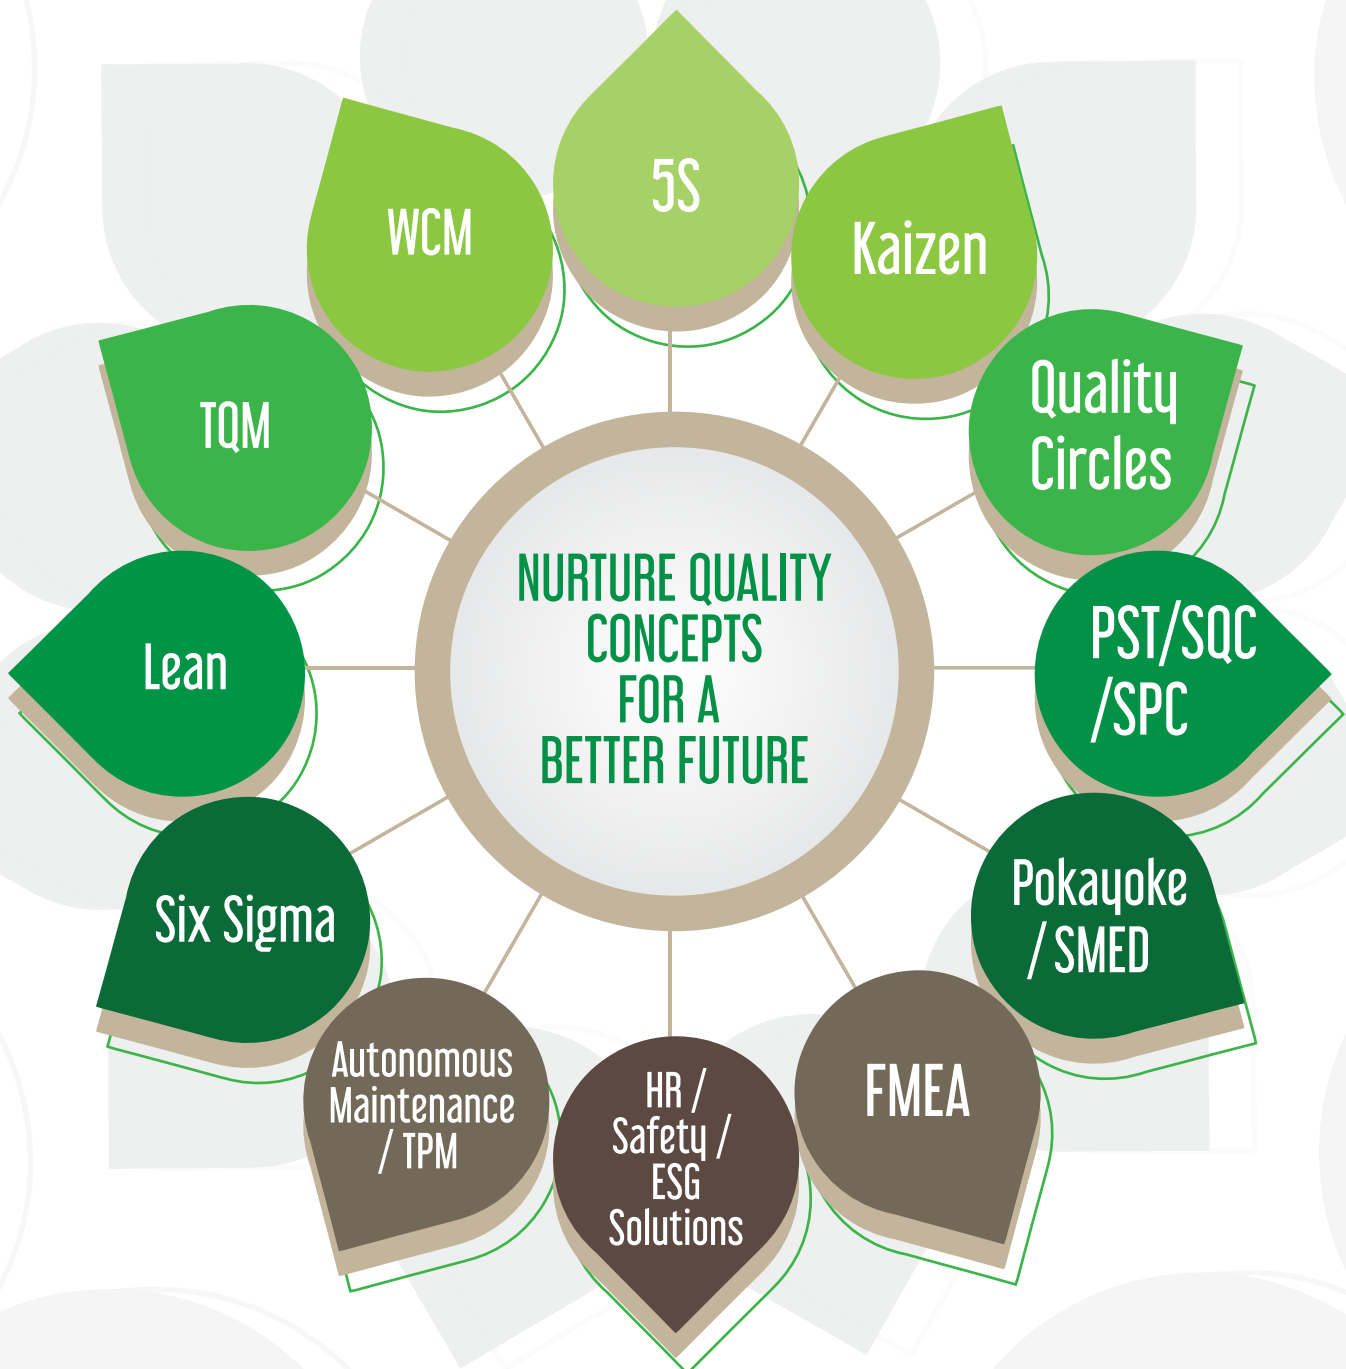 5S
Kaizen
Quality
Circles
PST/SQC
/SPC
Pokayoke
/ SMED
FMEA
HR /
Safety /
ESG
Solutions
Autonomous
Maintenance
/ TPM
Six Sigma
Lean
TQM
WCM
NURTURE QUALITY
CONCEPTS
FOR A
BETTER FUTURE